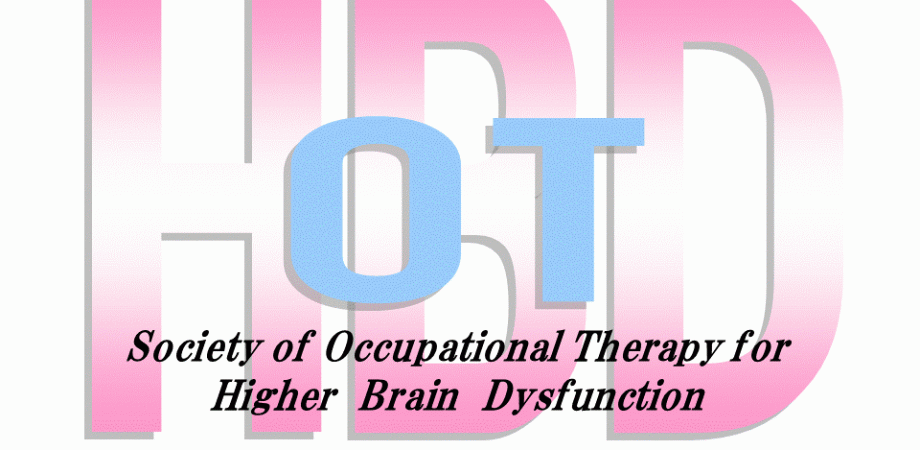 HBD
OT
Society of Occupational Therapy for
Higher Brain Dysfunction